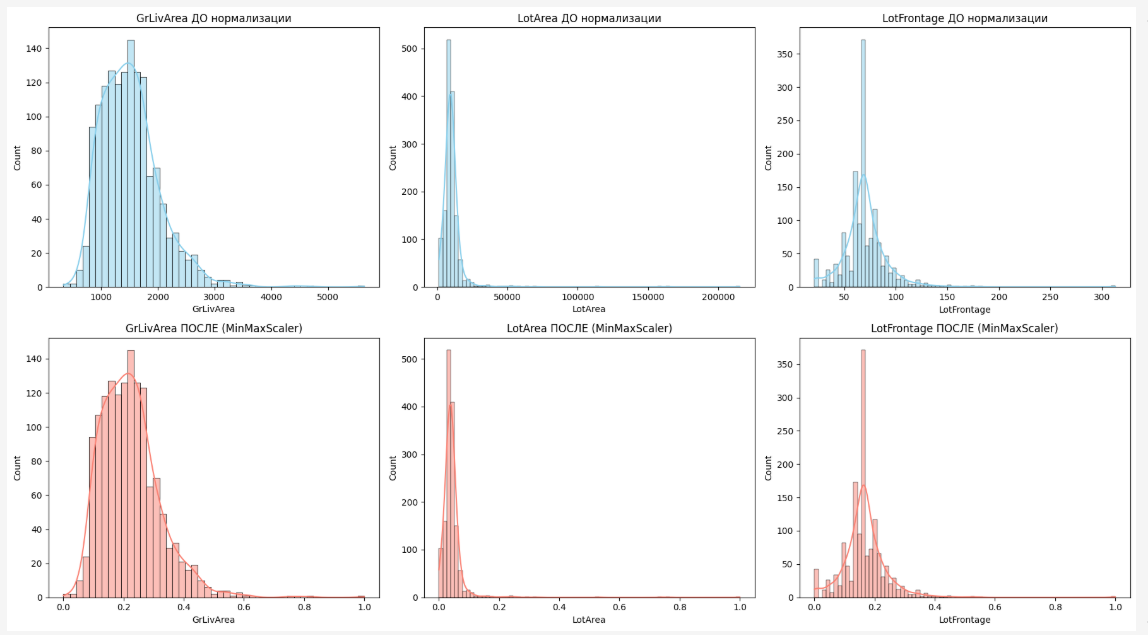 GrLivArea ДО нормализации
140
120
100
80
60
40
20
0
Count
1000 2000 3000 4000 5000
GrLivArea
LotArea ДО нормализации
500
400
300
200
100
0
Count
0 50000 100000 150000 200000
LotArea
LotFrontage ДО нормализации
350
300
250
200
150
100
50
0
Count
50 100 150 200 250 300
LotFrontage
GrLivArea ПОСЛЕ (MinMaxScaler)
140
120
100
80
60
40
20
0
Count
0.0 0.2 0.4 0.6 0.8 1.0
GrLivArea
LotArea ПОСЛЕ (MinMaxScaler)
500
400
300
200
100
0
Count
0.0 0.2 0.4 0.6 0.8 1.0
LotArea
LotFrontage ПОСЛЕ (MinMaxScaler)
350
300
250
200
150
100
50
0
Count
0.0 0.2 0.4 0.6 0.8 1.0
LotFrontage